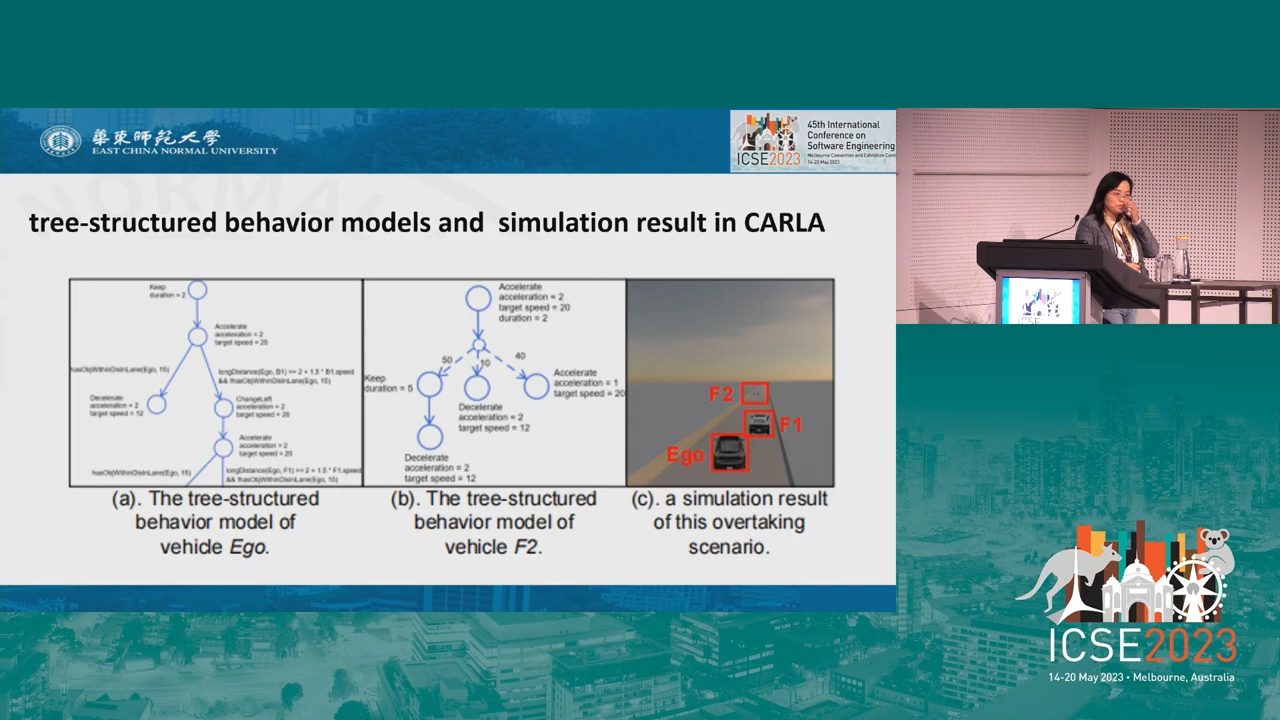 華東師範大學
EAST CHINA NORMAL UNIVERSITY
ICSE2023
45th International
Conference on
Software Engineering
Melbourne Convention and Exhibition Cent
14-20 May 2023
tree-structured behavior models and simulation result in CARLA
Keep
duration = 2
Accelerate
acceleration = 2
target speed = 20
hasObjWithinDisInLane(Ego, 15)
longDistance(Ego, B1) >= 2 + 1.5 * B1.speed
&& !hasObjWithinDisInLane(Ego, 15)
Decelerate
acceleration = 2
target speed = 12
ChangeLeft
acceleration = 2
target speed = 20
Accelerate
acceleration = 2
target speed = 20
hasObjWithinDisInLane(Ego, 15)
longDistance(Ego, F1) >= 2 + 1.5 * F1.speed
&& !hasObjWithinDisInLane(Ego, 15)
(a). The tree-structured
behavior model of
vehicle Ego.
Accelerate
acceleration = 2
target speed = 20
duration = 2
50
10
40
Keep
duration = 5
Decelerate
acceleration = 2
target speed = 12
Accelerate
acceleration = 1
target speed = 20
Decelerate
acceleration = 2
target speed = 12
(b). The tree-structured
behavior model of
vehicle F2.
F2
F1
Ego
(c). a simulation result
of this overtaking
scenario.
ICSE
ICSE2023
14-20 May 2023 • Melbourne, Australia